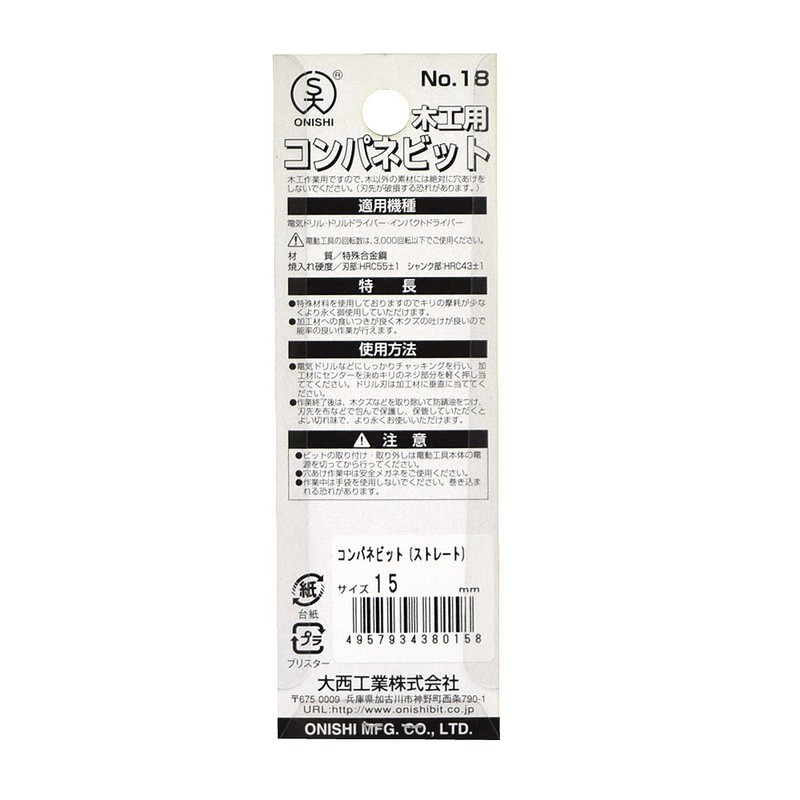 No.18
ONISHI
木工用
コンパネビット
木工作業用ですので、木以外の素材には絶対に穴あけを
しないでください。(刃先が破損する恐れがあります。)
適用機種
電気ドリル・ドリルドライバー・インパクトドライバー
電動工具の回転数は、3,000回転以下でご使用ください。
材　質／特殊合金鋼
焼入れ硬度／刃部:HRC55±1　シャンク部:HRC43±1
特　長
●特殊材料を使用しておりますのでキリの摩耗が少な
くより永く御使用していただけます。
●加工材への食いつきが良く木クズの吐けが良いので
能率の良い作業が行えます。
使用方法
●電気ドリルなどにしっかりチャッキングを行い、加
工材にセンターを決めキリのネジ部分を軽く押し当
ててください。ドリル刃は加工材に垂直に当ててく
ださい。
●作業終了後は、木クズなどを取り除いて防錆油をつけ、
刃先を布などで包んで保護し、保管していただくと
よい切れ味で、より永くお使いいただけます。
注　意
●ビットの取り付け・取り外しは電動工具本体の電
源を切ってから行ってください。
●穴あけ作業中は安全メガネをご使用ください。
●作業中は手袋を使用しないでください。巻き込ま
れる恐れがあります。
コンパネビット(ストレート)
サイズ 15 mm
4957934380158
紙
台紙
プラ
ブリスター
大西工業株式会社
〒675 0009 兵庫県加古川市神野町西条790-1
URL:http://www.onishibit.co.jp
ONISHI MFG. CO., LTD.